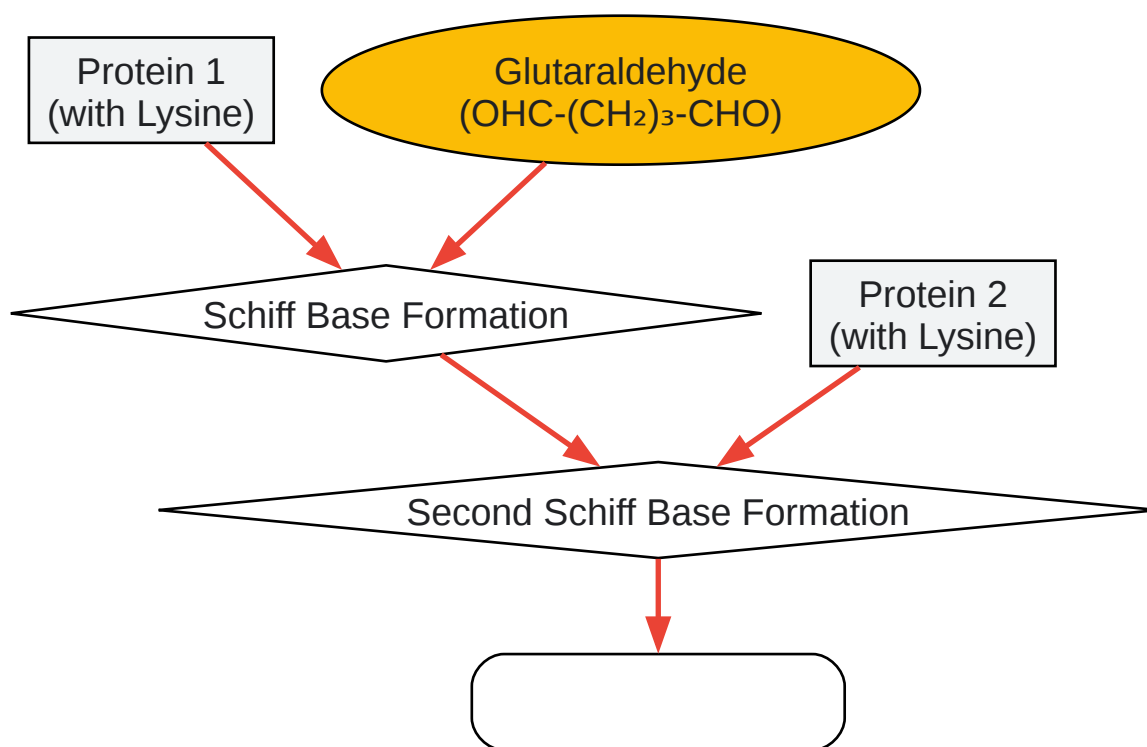 Protein 1
(with Lysine)
Glutaraldehyde
(OHC-(CH₂)₃-CHO)
Schiff Base Formation
Protein 2
(with Lysine)
Second Schiff Base Formation